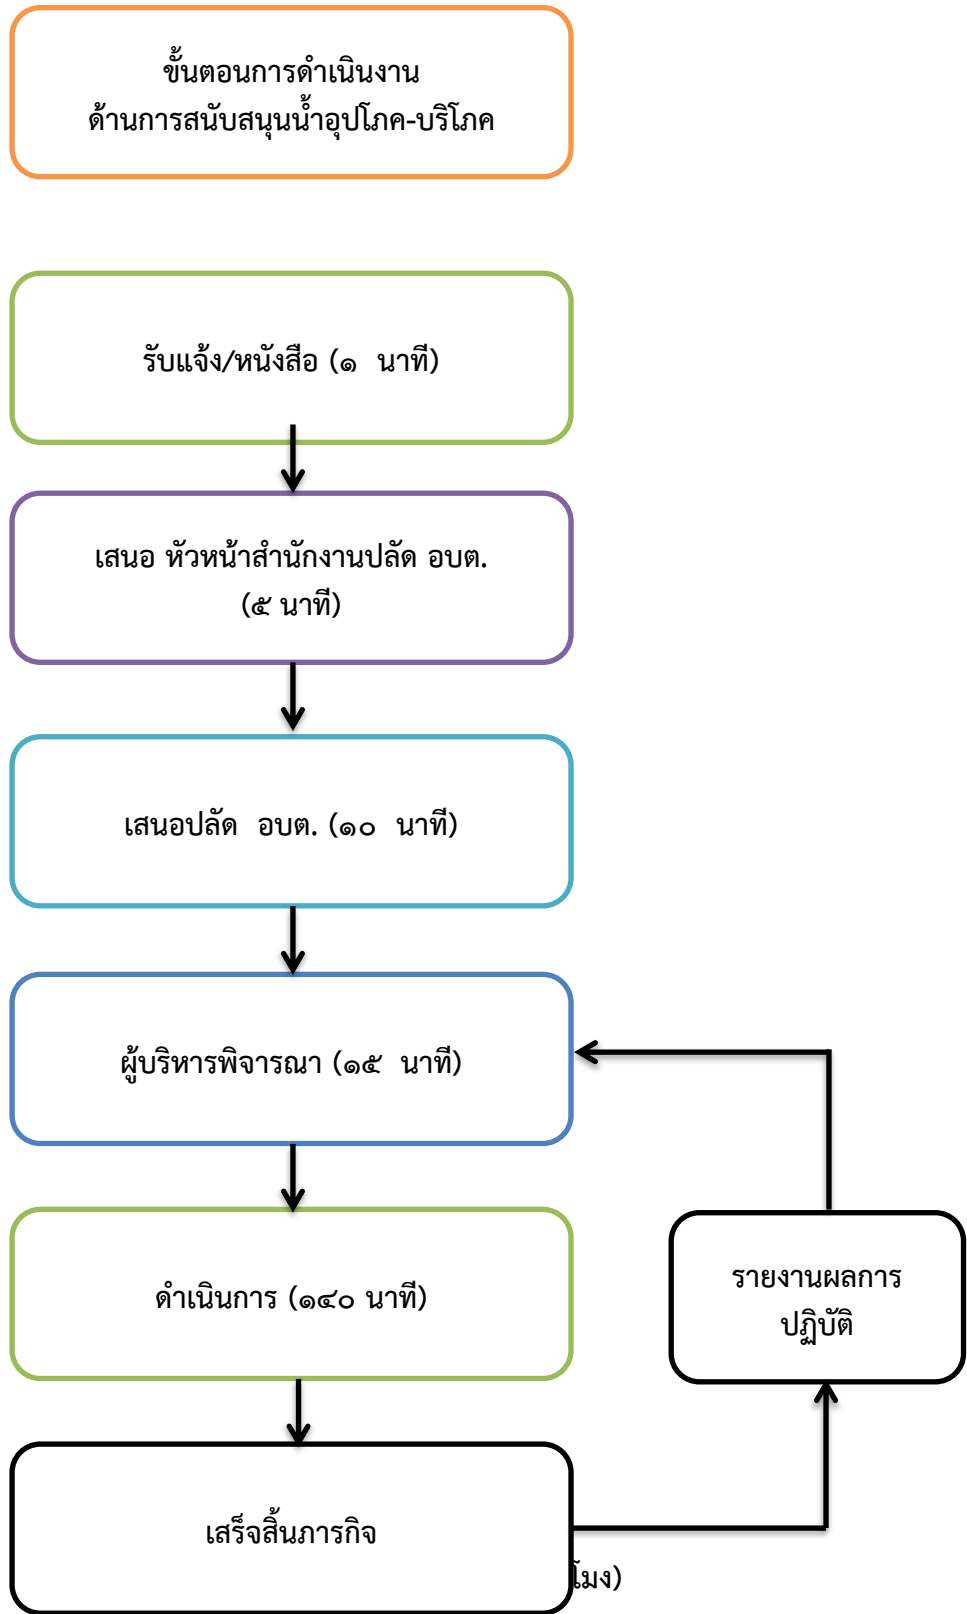 ขั้นตอนการดำเนินงาน
ด้านการสนับสนุนน้ำอุปโภค-บริโภค
รับแจ้ง/หนังสือ (๑ นาที)
เสนอ หัวหน้าสำนักงานปลัด อบต.
(๕ นาที)
เสนอปลัด อบต. (๑๐ นาที)
ผู้บริหารพิจารณา (๑๕ นาที)
ดำเนินการ (๑๔๐ นาที)
รายงานผลการ
ปฏิบัติ
เสร็จสิ้นภารกิจ
โมง)